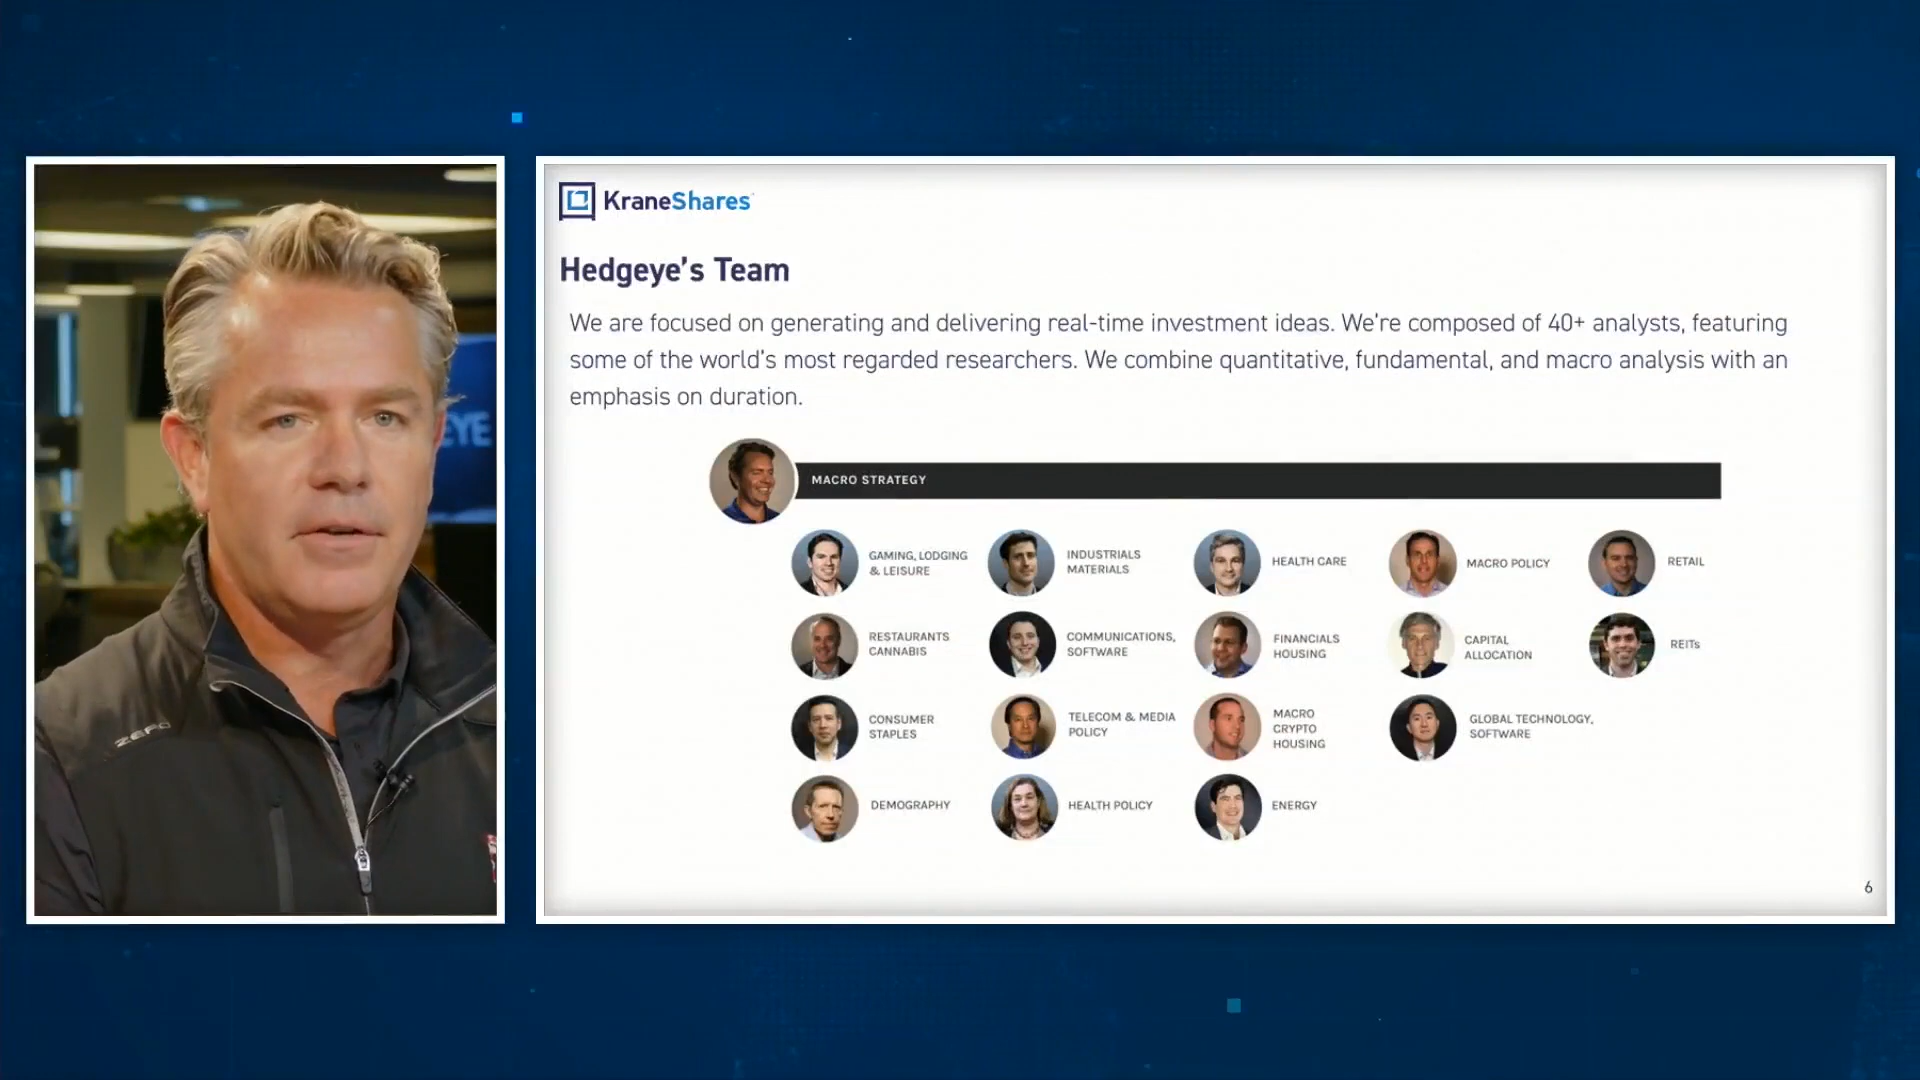 EYE
ZERO
KraneShares
Hedgeye's Team
We are focused on generating and delivering real-time investment ideas. We're composed of 40+ analysts, featuring
some of the world's most regarded researchers. We combine quantitative, fundamental, and macro analysis with an
emphasis on duration.
MACRO STRATEGY
GAMING, LODGING
& LEISURE
INDUSTRIALS
MATERIALS
HEALTH CARE
MACRO POLICY
RETAIL
RESTAURANTS
CANNABIS
COMMUNICATIONS,
SOFTWARE
FINANCIALS
HOUSING
CAPITAL
ALLOCATION
REITs
CONSUMER
STAPLES
TELECOM & MEDIA
POLICY
MACRO
CRYPTO
HOUSING
GLOBAL TECHNOLOGY,
SOFTWARE
DEMOGRAPHY
HEALTH POLICY
ENERGY
6